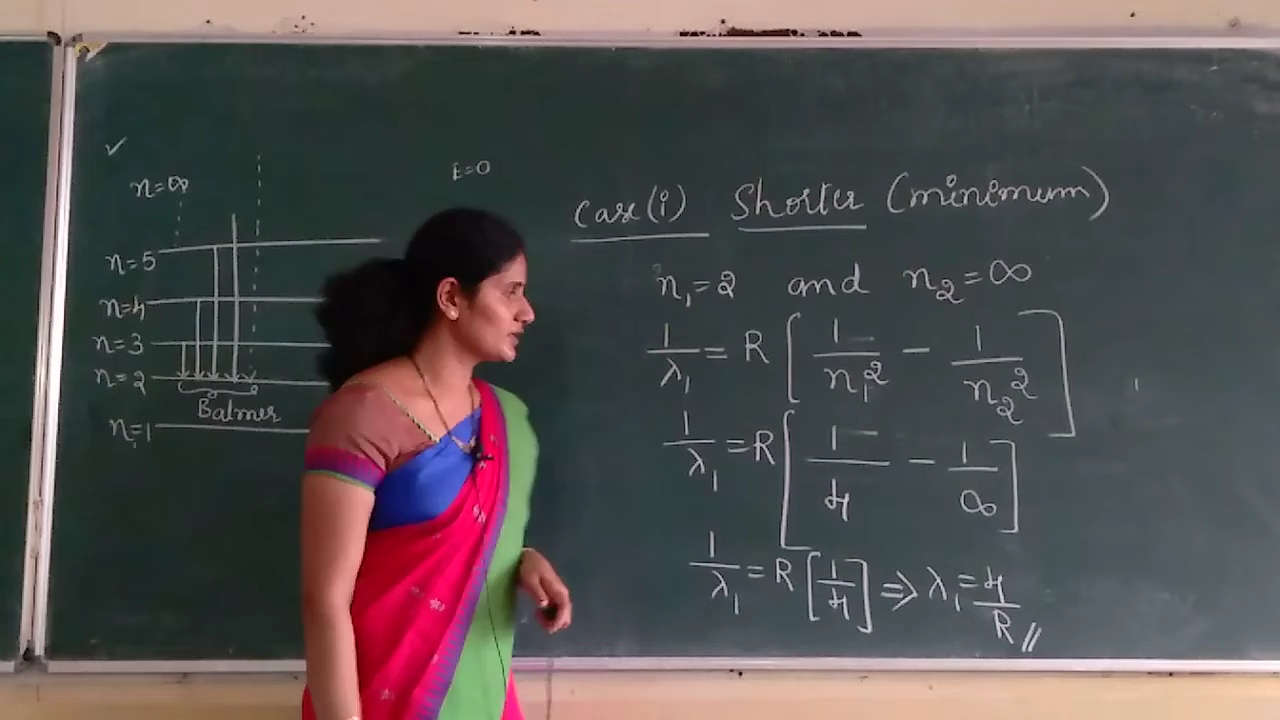 n=∞
E=0
n=5
n=4
n=3
n=2
Balmer
n=1
Case(i) Shorter (minimum)
n₁=2 and n₂=∞
1/λ₁ = R [1/n₁² - 1/n₂²]
1/λ₁ = R [1/4 - 1/∞]
1/λ₁ = R [1/4] ⇒ λ₁ = 4/R //